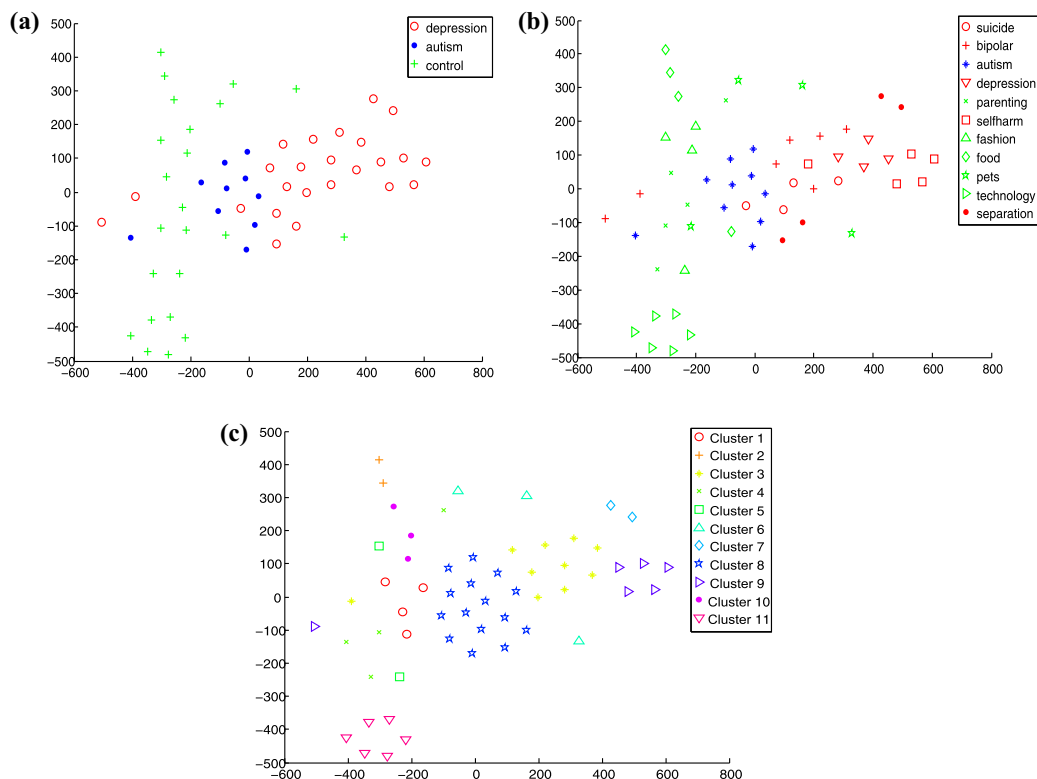 (a)
500
400
300
200
100
0
−100
−200
−300
−400
−500
−600 −400 −200 0 200 400 600 800
depression
autism
control
(b)
500
400
300
200
100
0
−100
−200
−300
−400
−500
−600 −400 −200 0 200 400 600 800
suicide
bipolar
autism
depression
parenting
selfharm
fashion
food
pets
technology
separation
(c)
500
400
300
200
100
0
−100
−200
−300
−400
−500
−600 −400 −200 0 200 400 600 800
Cluster 1
Cluster 2
Cluster 3
Cluster 4
Cluster 5
Cluster 6
Cluster 7
Cluster 8
Cluster 9
Cluster 10
Cluster 11